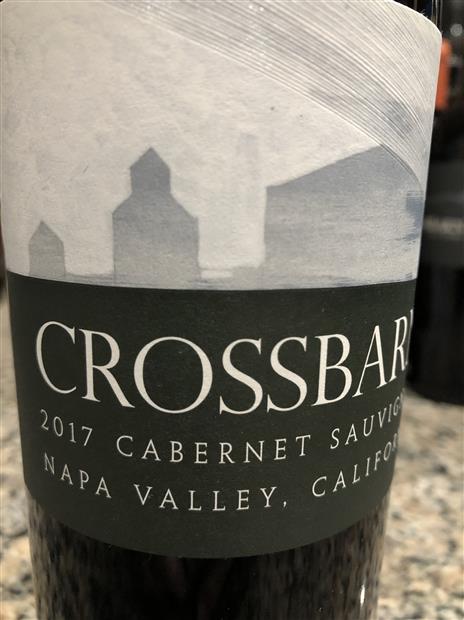 CROSSBAR
2017 CABERNET SAUVIG
NAPA VALLEY, CALIFOR